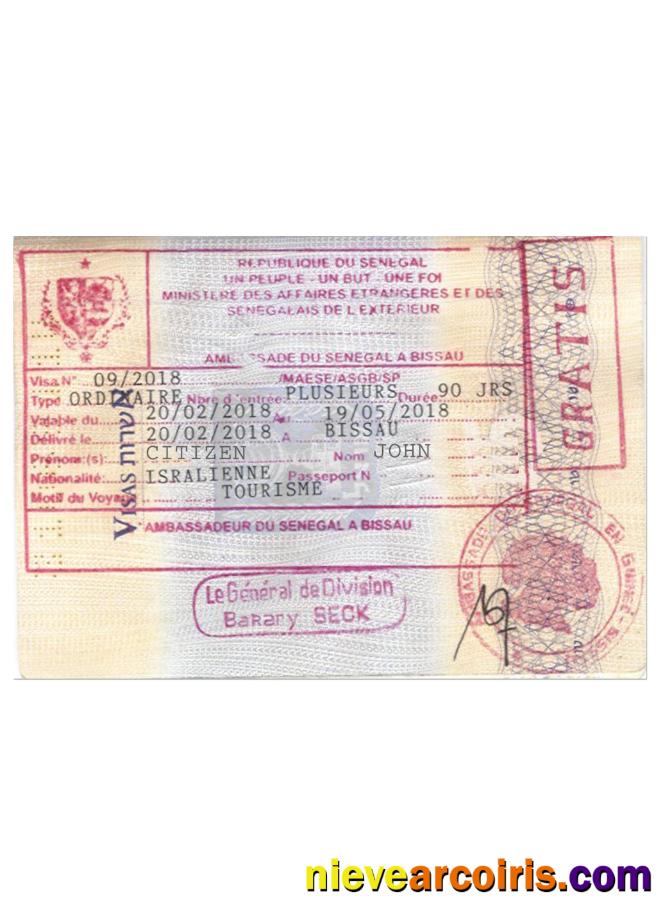 REPUBLIQUE DU SENEGAL
UN PEUPLE - UN BUT - UNE FOI
MINISTERE DES AFFAIRES ETRANGERES ET DES
SENEGALAIS DE L'EXTERIEUR
AMBASSADE DU SENEGAL A BISSAU
Visa N° 09/2018 /MAESE/ASGB/SP
Type ORDINAIRE Nbre d'entrée PLUSIEURS Durée 90 JRS
Valable du 20/02/2018 Au 19/05/2018
Délivré le 20/02/2018 A BISSAU
Prénom:(s) CITIZEN Nom JOHN
Nationalité ISRALIENNE Passeport N
Motif du Voyage TOURISME
AMBASSADEUR DU SENEGAL A BISSAU
Le Général de Division
Bakary SECK
GRATIS
VISAS אשרות
nievearcoiris.com